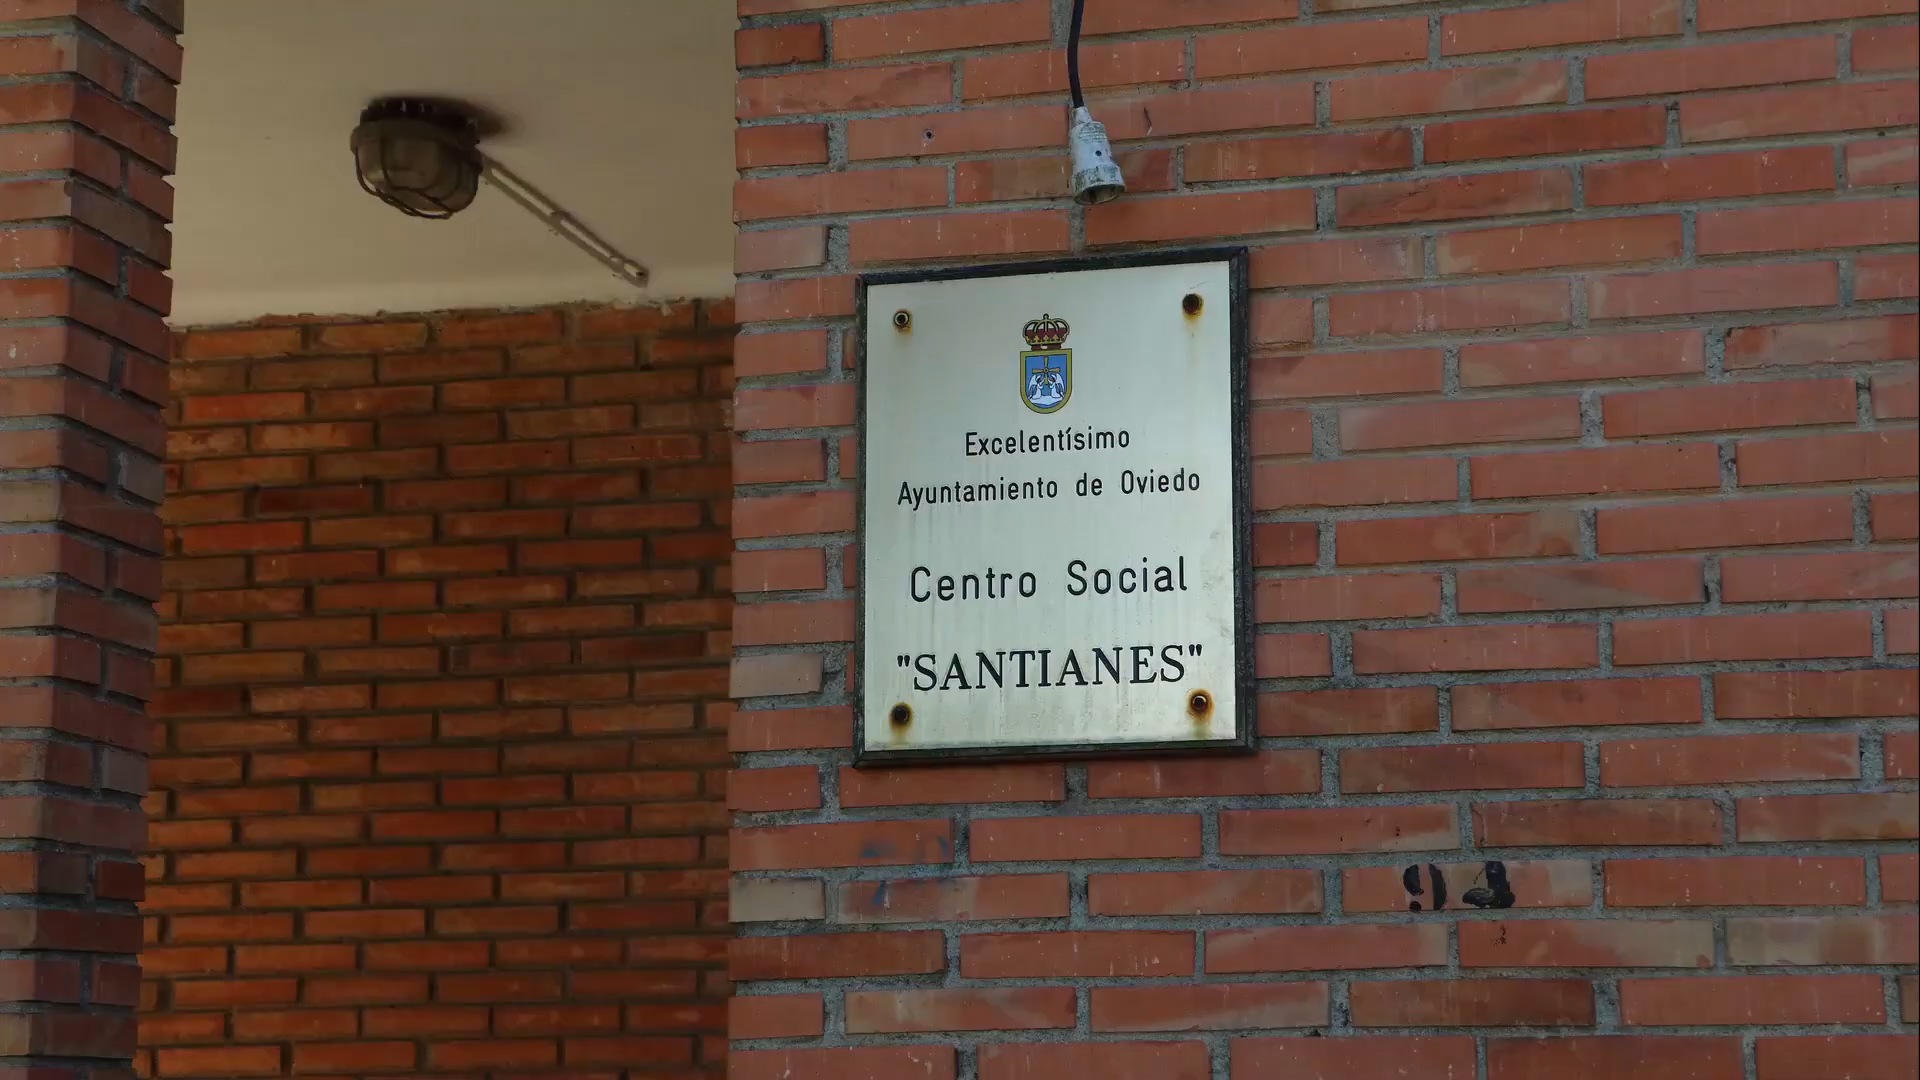 Excelentísimo
Ayuntamiento de Oviedo
Centro Social
"SANTIANES"